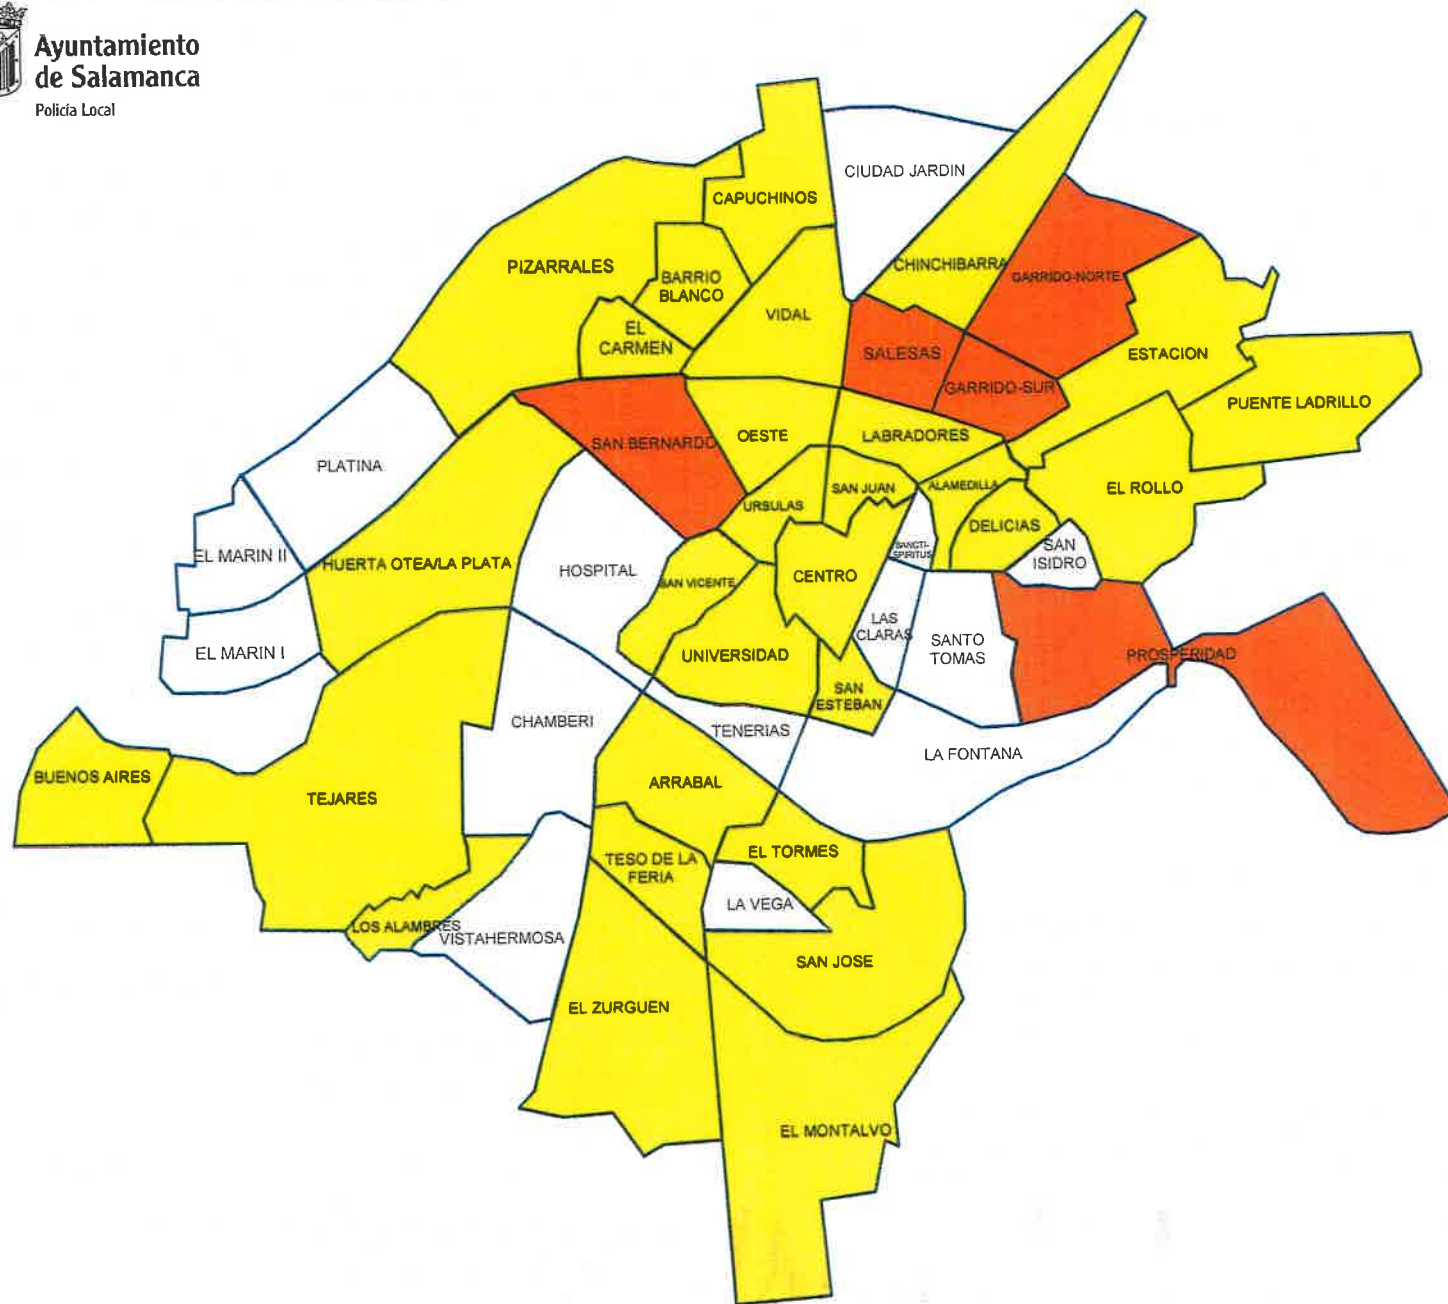 Ayuntamiento
de Salamanca
Policía Local
CIUDAD JARDIN
CAPUCHINOS
PIZARRALES
CHINCHIBARRA
BARRIO
BLANCO
GARRIDO-NORTE
VIDAL
EL
CARMEN
SALESAS
ESTACION
GARRIDO-SUR
PUENTE LADRILLO
OESTE
LABRADORES
SAN BERNARDO
PLATINA
SAN JUAN
ALAMEDILLA
EL ROLLO
URSULAS
DELICIAS
SANCTI-
SPIRITUS
SAN
ISIDRO
EL MARIN II
HUERTA OTEA/LA PLATA
HOSPITAL
SAN VICENTE
CENTRO
LAS
CLARAS
SANTO
TOMAS
EL MARIN I
UNIVERSIDAD
PROSPERIDAD
SAN
ESTEBAN
CHAMBERI
TENERIAS
LA FONTANA
BUENOS AIRES
TEJARES
ARRABAL
TESO DE LA
FERIA
EL TORMES
LA VEGA
LOS ALAMBRES
VISTAHERMOSA
SAN JOSE
EL ZURGUEN
EL MONTALVO